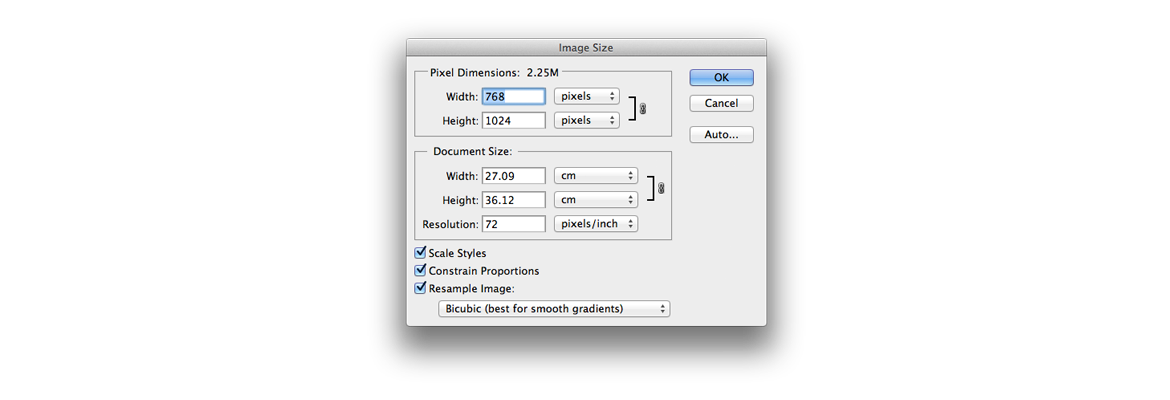 Image Size
Pixel Dimensions: 2.25M
Width: 768 pixels
Height: 1024 pixels
Document Size:
Width: 27.09 cm
Height: 36.12 cm
Resolution: 72 pixels/inch
Scale Styles
Constrain Proportions
Resample Image:
Bicubic (best for smooth gradients)
OK
Cancel
Auto...